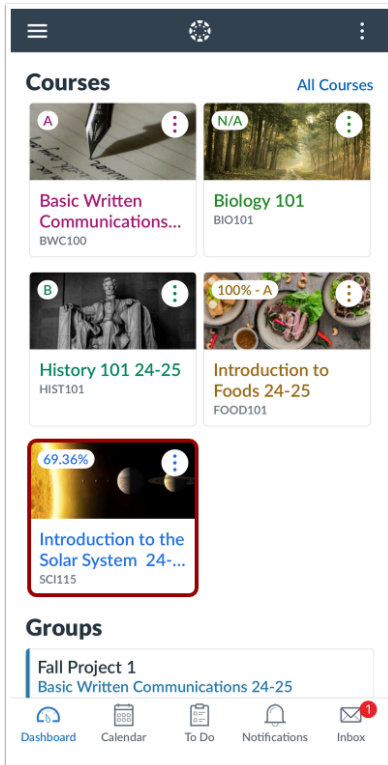 Courses
All Courses
A
Basic Written
Communications...
BWC100
N/A
Biology 101
BIO101
B
History 101 24-25
HIST101
100% - A
Introduction to
Foods 24-25
FOOD101
69.36%
Introduction to the
Solar System 24-...
SCI115
Groups
Fall Project 1
Basic Written Communications 24-25
1
Dashboard
Calendar
To Do
Notifications
Inbox